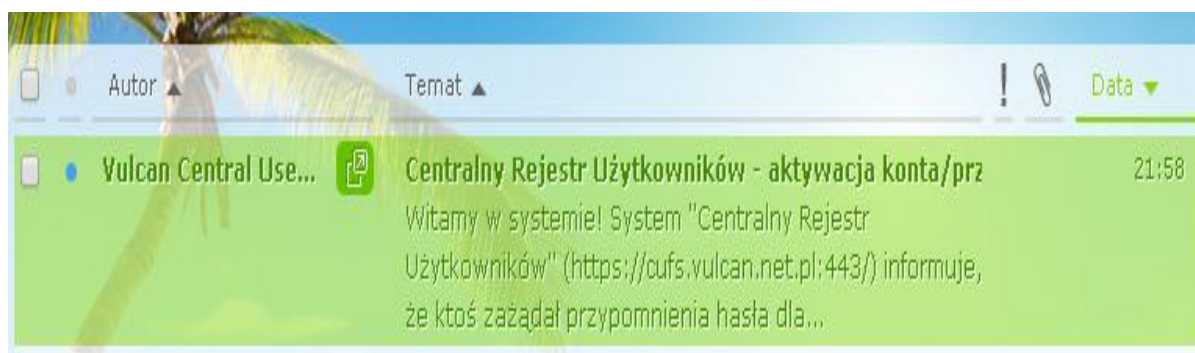 Autor ▲ Temat ▲ ! Data ▼
Vulcan Central Use... Centralny Rejestr Użytkowników - aktywacja konta/prz 21:58
Witamy w systemie! System "Centralny Rejestr
Użytkowników" (https://cufs.vulcan.net.pl:443/) informuje,
że ktoś zażądał przypomnienia hasła dla...